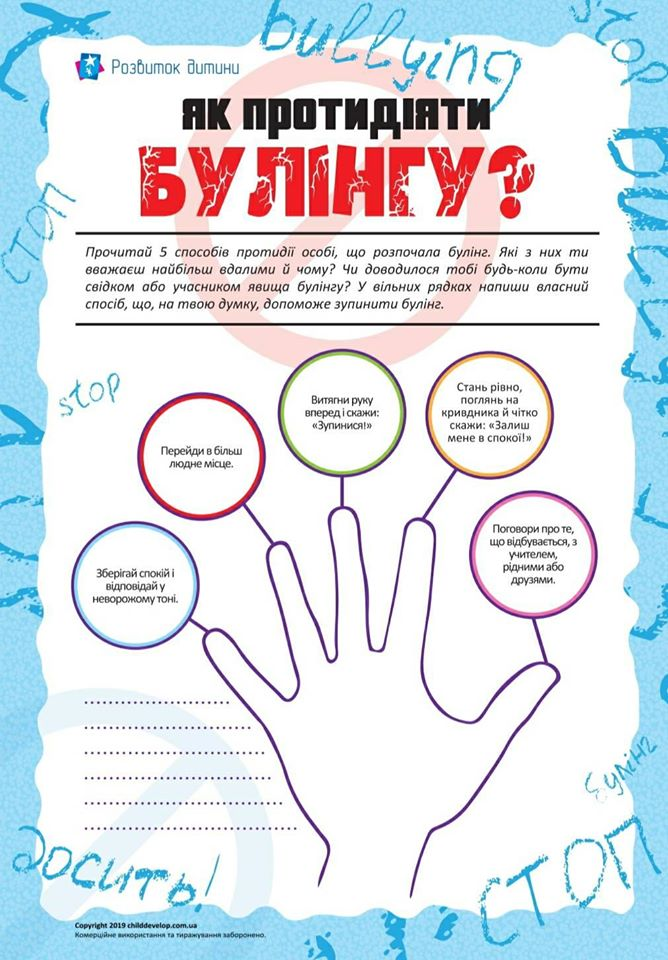 bullying
stop
Розвиток дитини
ЯК ПРОТИДІЯТИ
БУЛІНГУ?
СТОП
Прочитай 5 способів протидії особі, що розпочала булінг. Які з них ти
вважаєш найбільш вдалими й чому? Чи доводилося тобі будь-коли бути
свідком або учасником явища булінгу? У вільних рядках напиши власний
спосіб, що, на твою думку, допоможе зупинити булінг.
stop
Зберігай спокій і
відповідай у
неворожому тоні.
Перейди в більш
людне місце.
Витягни руку
вперед і скажи:
«Зупинися!»
Стань рівно,
поглянь на
кривдника й чітко
скажи: «Залиш
мене в спокої!»
Поговори про те,
що відбувається, з
учителем,
рідними або
друзями.
булінг
досить!
СТОП
Copyright 2019 childdevelop.com.ua
Комерційне використання та тиражування заборонено.